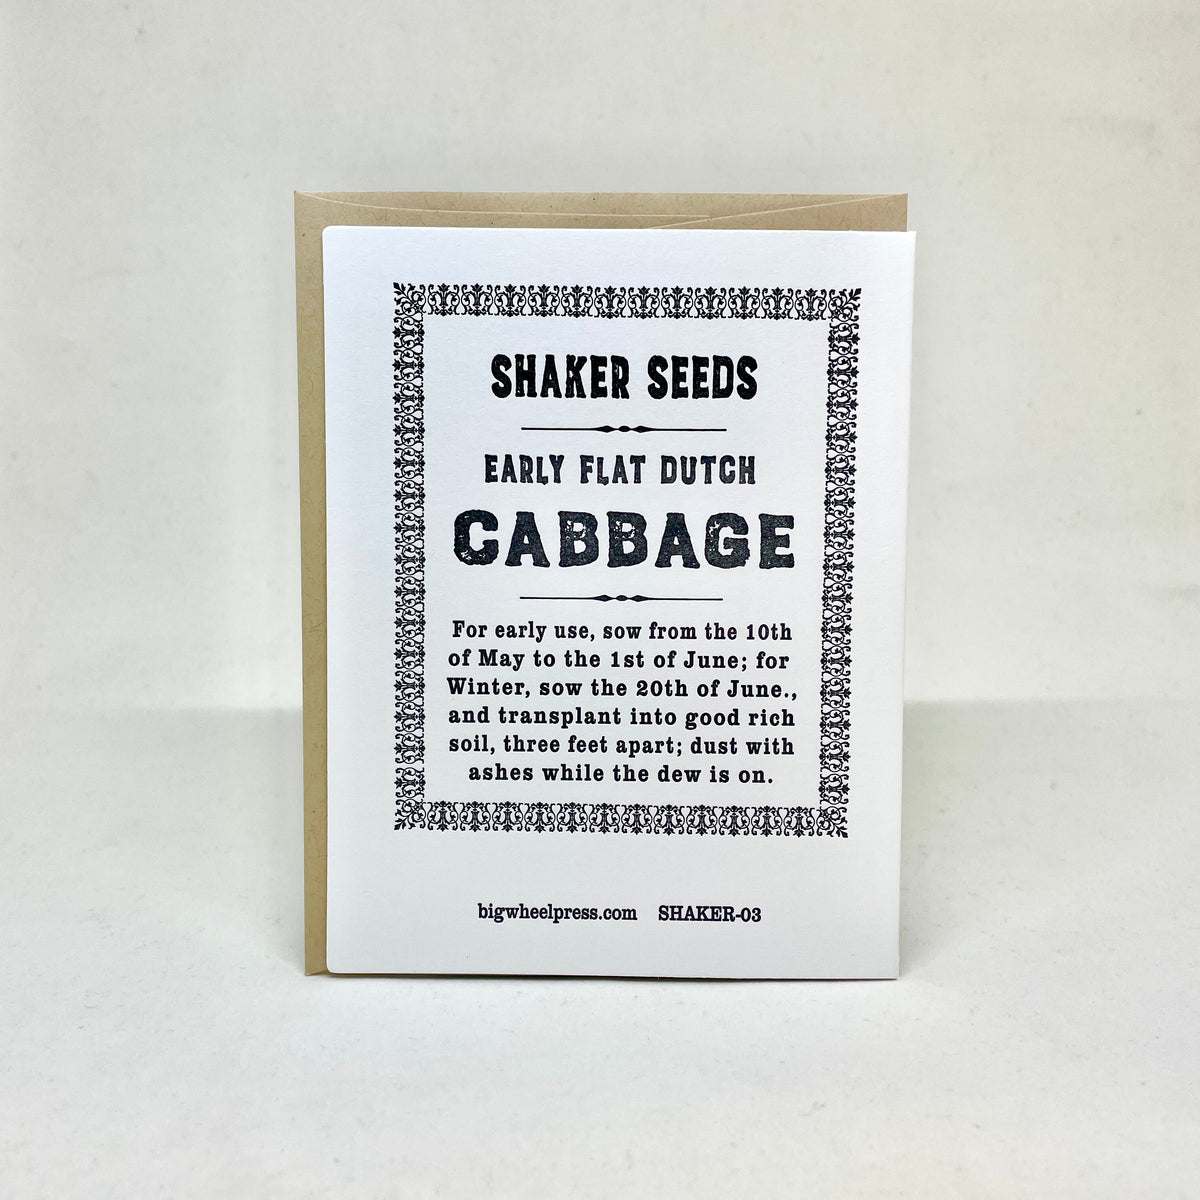 SHAKER SEEDS
EARLY FLAT DUTCH
CABBAGE
For early use, sow from the 10th
of May to the 1st of June; for
Winter, sow the 20th of June.,
and transplant into good rich
soil, three feet apart; dust with
ashes while the dew is on.
bigwheelpress.com SHAKER-03